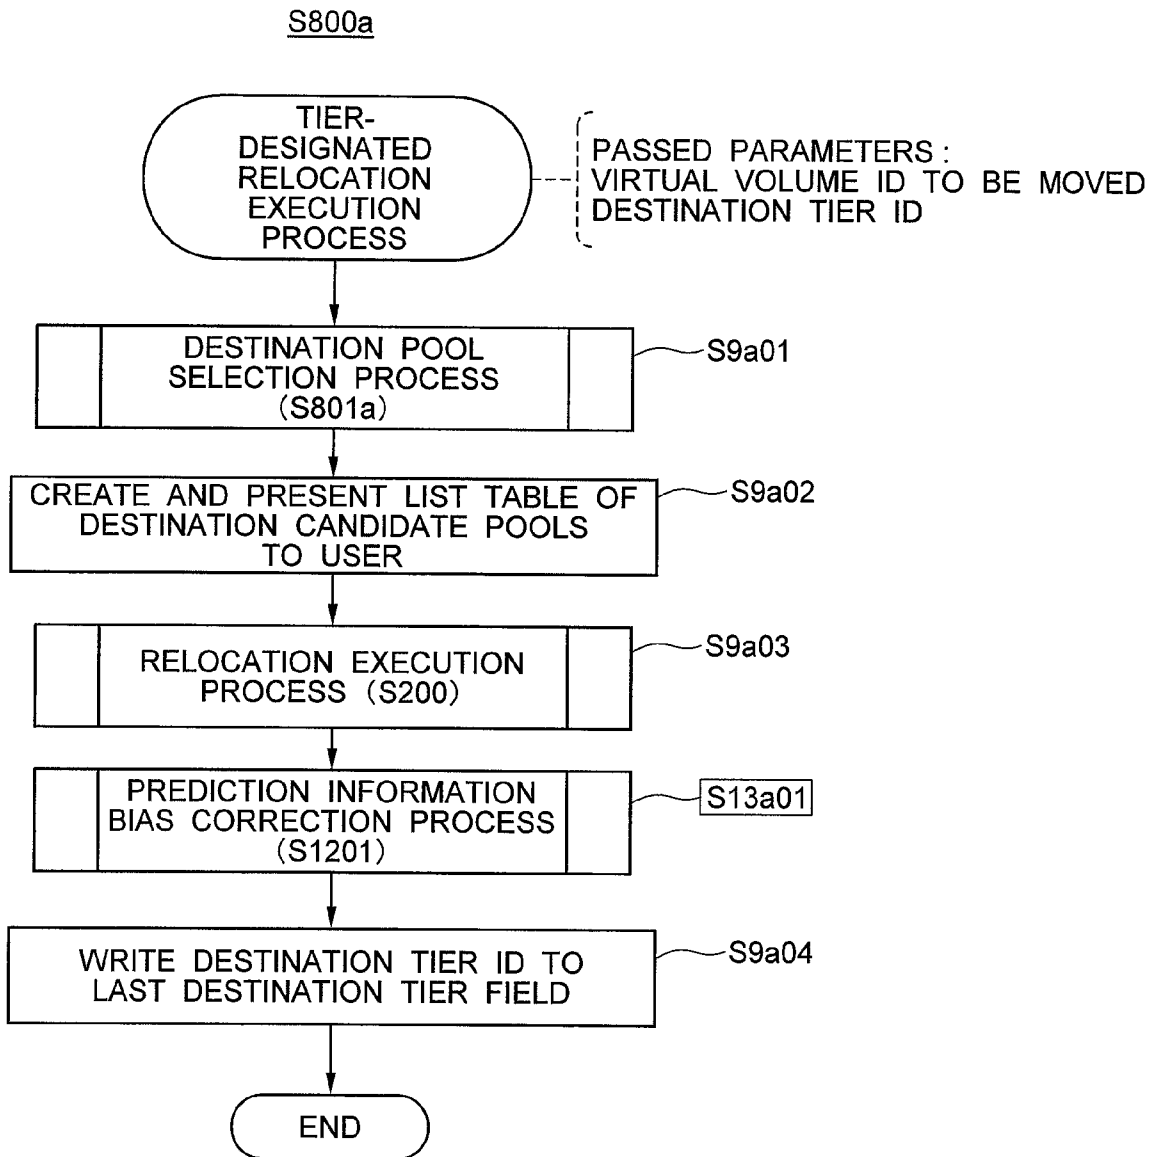 S800a
TIER-
DESIGNATED
RELOCATION
EXECUTION
PROCESS
PASSED PARAMETERS :
VIRTUAL VOLUME ID TO BE MOVED
DESTINATION TIER ID
DESTINATION POOL
SELECTION PROCESS
(S801a)
S9a01
CREATE AND PRESENT LIST TABLE OF
DESTINATION CANDIDATE POOLS
TO USER
S9a02
RELOCATION EXECUTION
PROCESS (S200)
S9a03
PREDICTION INFORMATION
BIAS CORRECTION PROCESS
(S1201)
S13a01
WRITE DESTINATION TIER ID TO
LAST DESTINATION TIER FIELD
S9a04
END